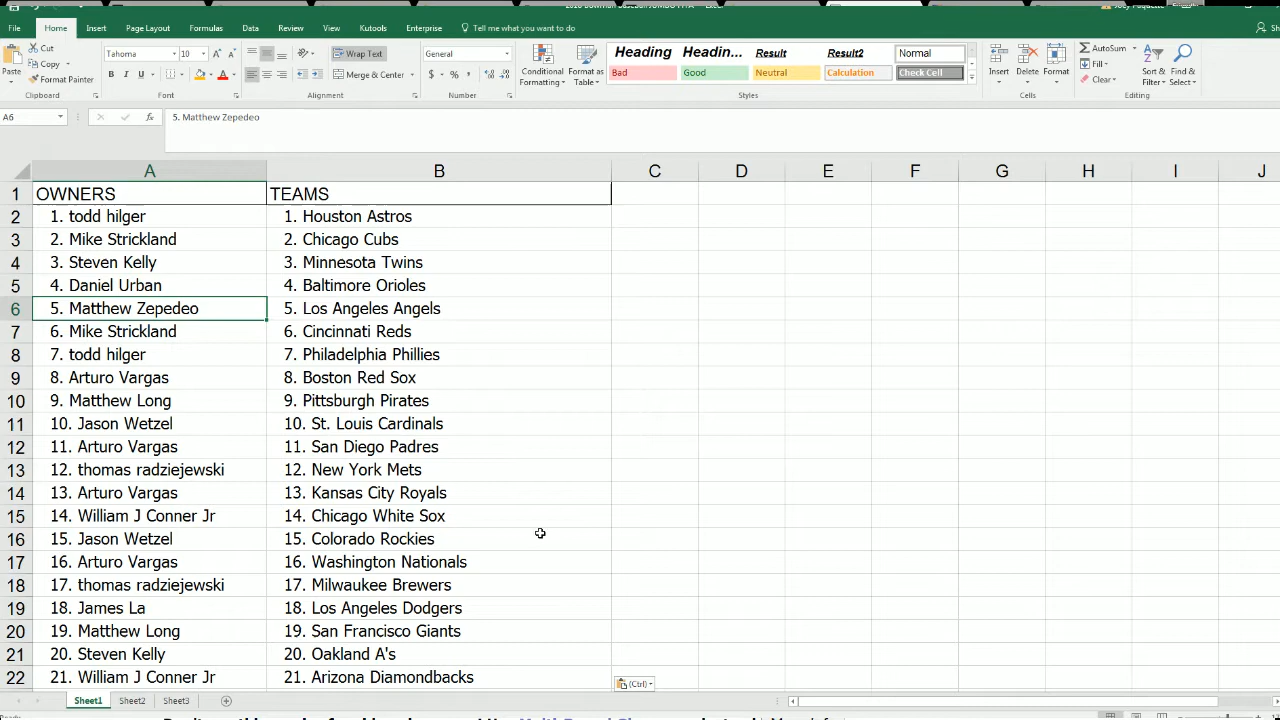 File Home Insert Page Layout Formulas Data Review View Kutools Enterprise Tell me what you want to do
Cut Tahoma 10 Wrap Text General Heading Headin... Result Result2 Normal AutoSum
Copy Fill
Paste Format Painter B I U Merge & Center $ % Conditional Formatting Format as Table Bad Good Neutral Calculation Check Cell Insert Delete Format Clear Sort & Filter Find & Select
Clipboard Font Alignment Number Styles Cells Editing
A6 fx 5. Matthew Zepedeo
A B C D E F G H I J
1 OWNERS TEAMS
2 1. todd hilger 1. Houston Astros
3 2. Mike Strickland 2. Chicago Cubs
4 3. Steven Kelly 3. Minnesota Twins
5 4. Daniel Urban 4. Baltimore Orioles
6 5. Matthew Zepedeo 5. Los Angeles Angels
7 6. Mike Strickland 6. Cincinnati Reds
8 7. todd hilger 7. Philadelphia Phillies
9 8. Arturo Vargas 8. Boston Red Sox
10 9. Matthew Long 9. Pittsburgh Pirates
11 10. Jason Wetzel 10. St. Louis Cardinals
12 11. Arturo Vargas 11. San Diego Padres
13 12. thomas radziejewski 12. New York Mets
14 13. Arturo Vargas 13. Kansas City Royals
15 14. William J Conner Jr 14. Chicago White Sox
16 15. Jason Wetzel 15. Colorado Rockies
17 16. Arturo Vargas 16. Washington Nationals
18 17. thomas radziejewski 17. Milwaukee Brewers
19 18. James La 18. Los Angeles Dodgers
20 19. Matthew Long 19. San Francisco Giants
21 20. Steven Kelly 20. Oakland A's
22 21. William J Conner Jr 21. Arizona Diamondbacks
(Ctrl)
Sheet1 Sheet2 Sheet3